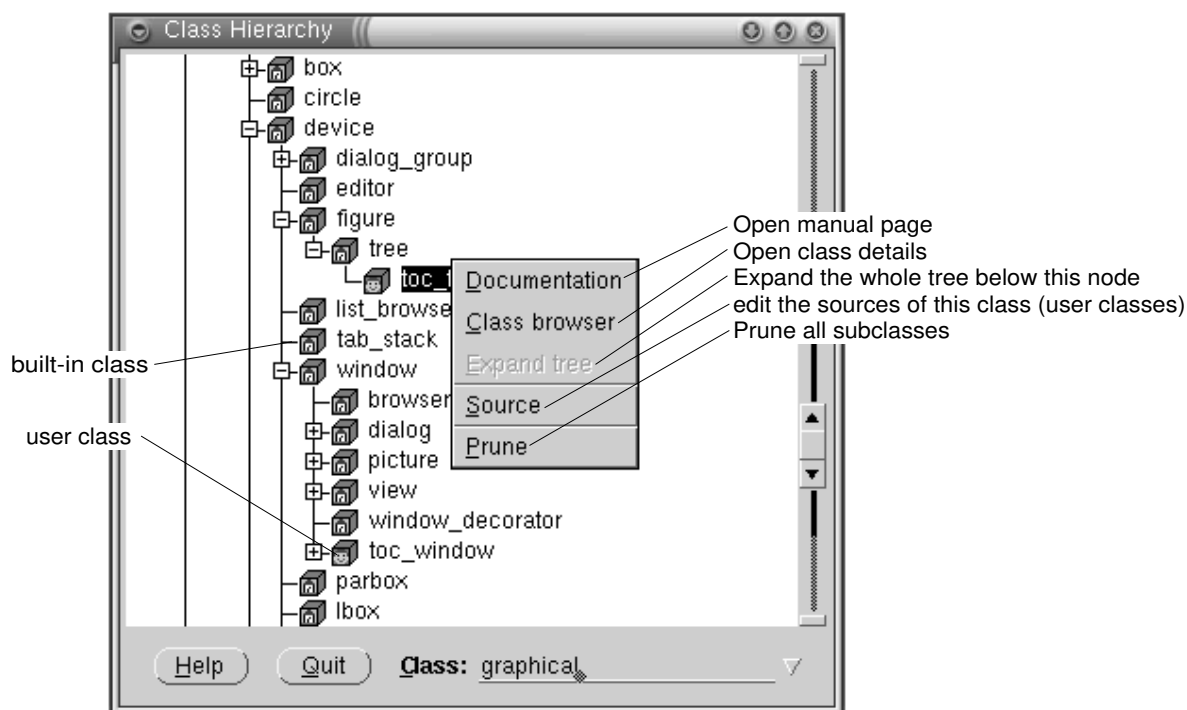 Class Hierarchy
box
circle
device
dialog_group
editor
figure
tree
toc_
list_browse
tab_stack
window
browser
dialog
picture
view
window_decorator
toc_window
parbox
lbox
Documentation
Class browser
Expand tree
Source
Prune
Open manual page
Open class details
Expand the whole tree below this node
edit the sources of this class (user classes)
Prune all subclasses
built-in class
user class
Help
Quit
Class: graphical